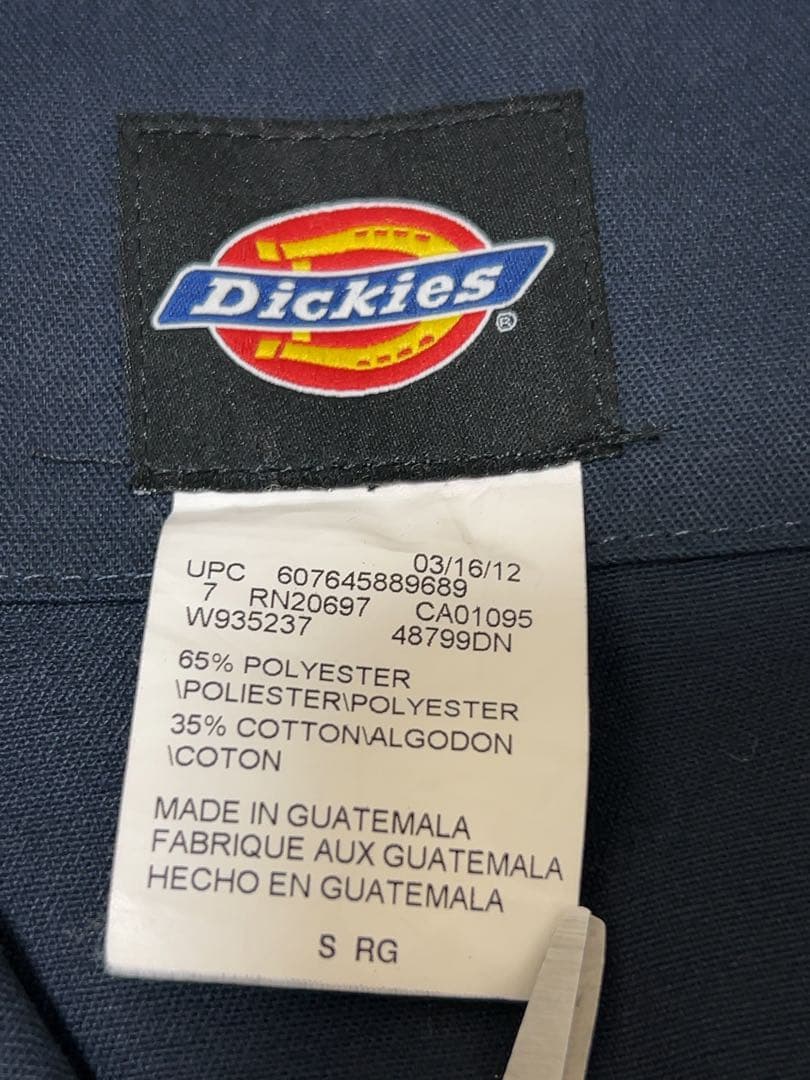 Dickies®
03/16/12
UPC 607645889689
7 RN20697 CA01095
W935237 48799DN
65% POLYESTER
\POLIESTER\POLYESTER
35% COTTON\ALGODON
\COTON
MADE IN GUATEMALA
FABRIQUE AUX GUATEMALA
HECHO EN GUATEMALA
S RG